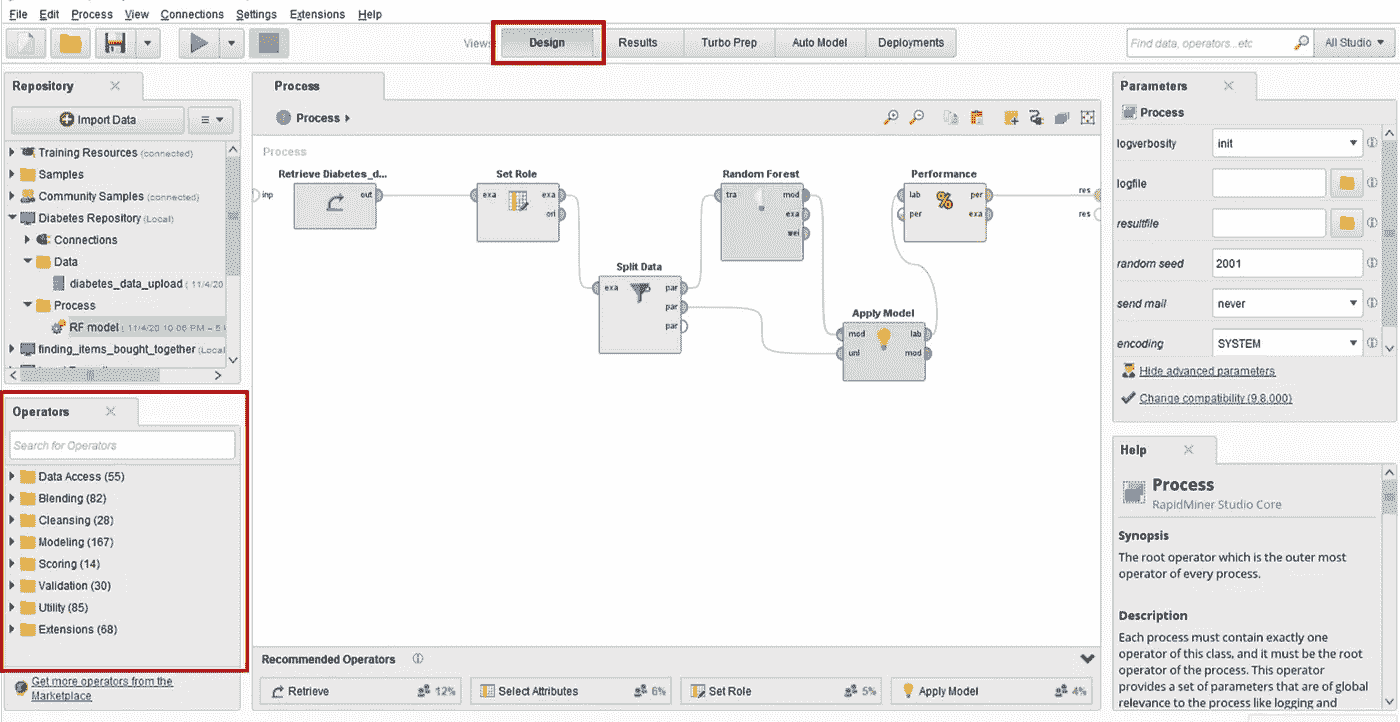 File Edit Process View Connections Settings Extensions Help
Views: Design Results Turbo Prep Auto Model Deployments
Find data, operators...etc All Studio
Repository
Import Data
Training Resources (connected)
Samples
Community Samples (connected)
Diabetes Repository (Local)
Connections
Data
diabetes_data_upload ( 11/4/20
Process
RF model ( 11/4/20 10:06 PM – 5
finding_items_bought_together (Local
Operators
Search for Operators
Data Access (55)
Blending (82)
Cleansing (28)
Modeling (167)
Scoring (14)
Validation (30)
Utility (85)
Extensions (68)
Get more operators from the
Marketplace
Process
Process
Process
inp
Retrieve Diabetes_d...
out
Set Role
exa exa
ori
Split Data
exa par
par
par
Random Forest
tra mod
exa
wei
Apply Model
mod lab
unl mod
Performance
lab per
per exa
res
res
Recommended Operators
Retrieve 12%
Select Attributes 6%
Set Role 5%
Apply Model 4%
Parameters
Process
logverbosity init
logfile
resultfile
random seed 2001
send mail never
encoding SYSTEM
Hide advanced parameters
Change compatibility (9.8.000)
Help
Process
RapidMiner Studio Core
Synopsis
The root operator which is the outer most
operator of every process.
Description
Each process must contain exactly one
operator of this class, and it must be the root
operator of the process. This operator
provides a set of parameters that are of global
relevance to the process like logging and